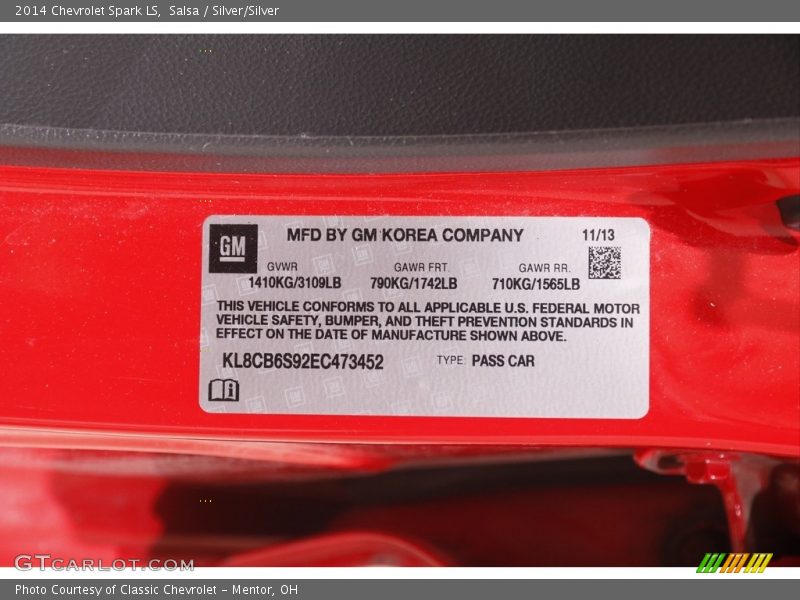 2014 Chevrolet Spark LS,  Salsa / Silver/Silver
GM
MFD BY GM KOREA COMPANY
11/13
GVWR GAWR FRT. GAWR RR.
1410KG/3109LB 790KG/1742LB 710KG/1565LB
THIS VEHICLE CONFORMS TO ALL APPLICABLE U.S. FEDERAL MOTOR
VEHICLE SAFETY, BUMPER, AND THEFT PREVENTION STANDARDS IN
EFFECT ON THE DATE OF MANUFACTURE SHOWN ABOVE.
KL8CB6S92EC473452 TYPE: PASS CAR
GTCARLOT.COM
Photo Courtesy of Classic Chevrolet - Mentor, OH